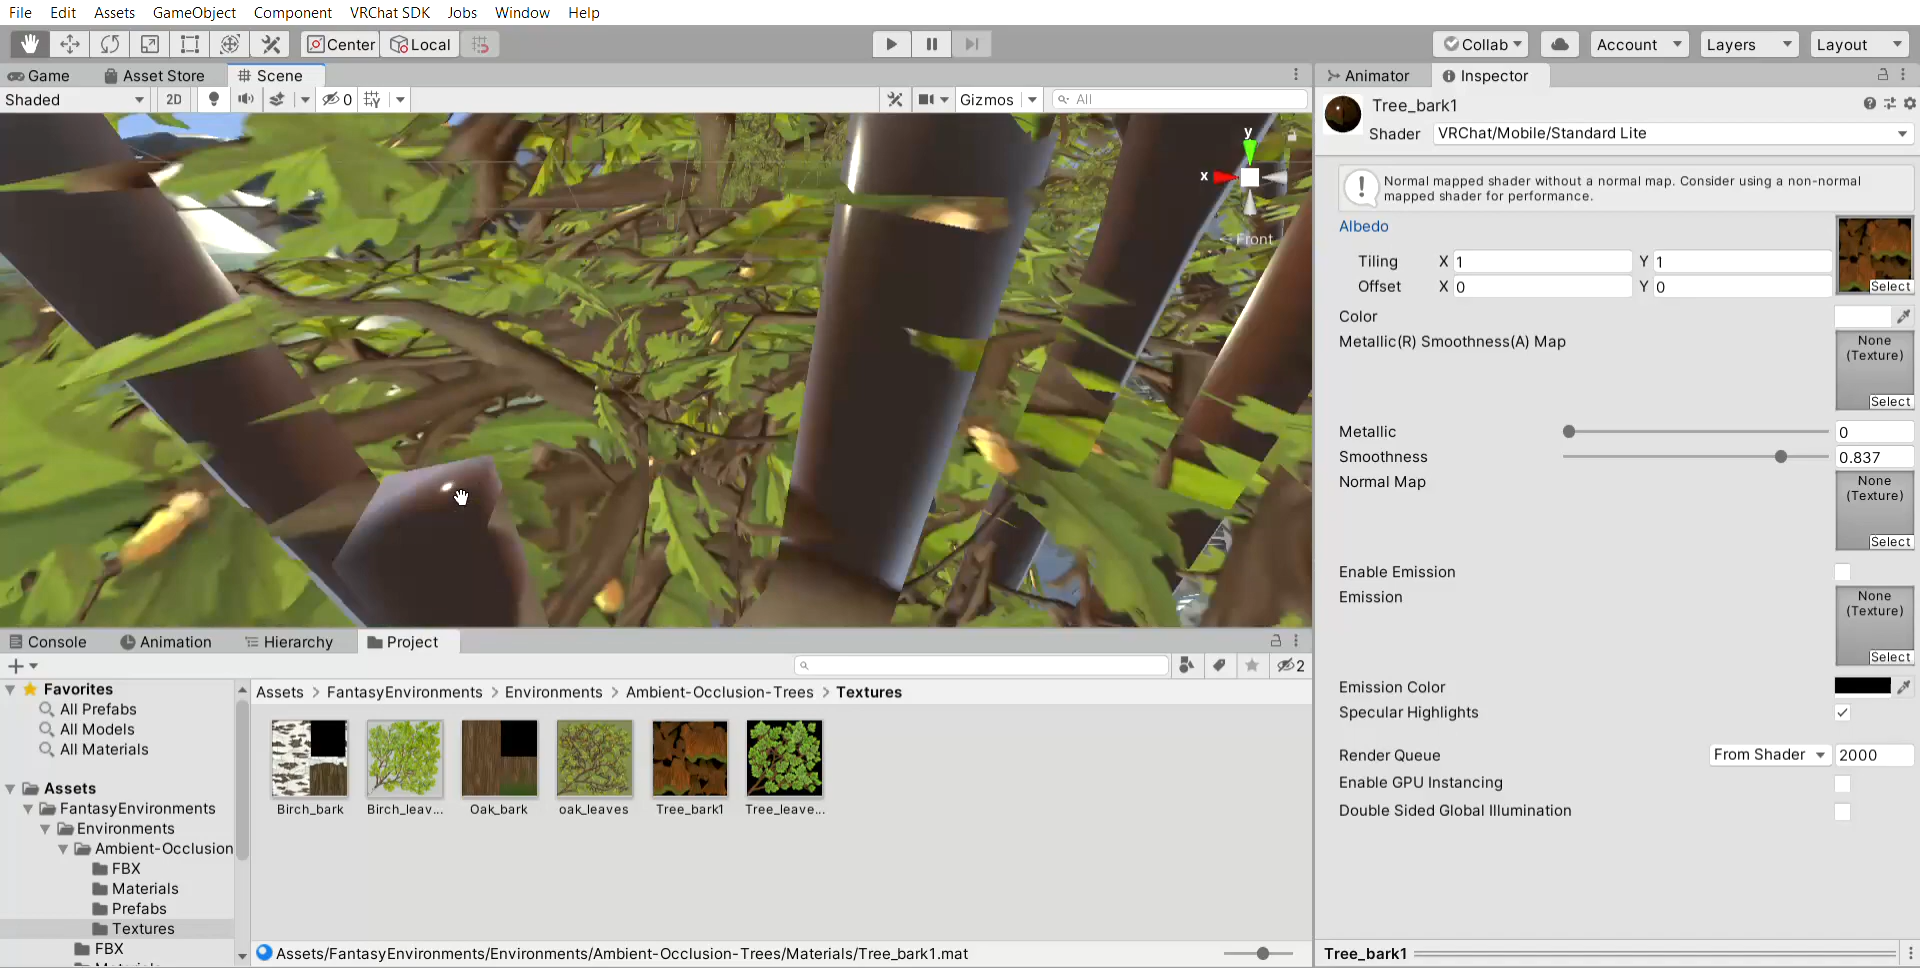 File Edit Assets GameObject Component VRChat SDK Jobs Window Help
Center Local Collab Account Layers Layout
Game Asset Store Scene Animator Inspector
Shaded 2D 0 Gizmos All
Tree_bark1
Shader VRChat/Mobile/Standard Lite
y
x
Front
Normal mapped shader without a normal map. Consider using a non-normal
mapped shader for performance.
Albedo
Tiling X 1 Y 1
Offset X 0 Y 0
Select
Color
Metallic(R) Smoothness(A) Map
None
(Texture)
Select
Metallic 0
Smoothness 0.837
Normal Map
None
(Texture)
Select
Enable Emission
Emission
None
(Texture)
Select
Emission Color
Specular Highlights
Render Queue From Shader 2000
Enable GPU Instancing
Double Sided Global Illumination
Tree_bark1
Console Animation Hierarchy Project
2
Favorites
All Prefabs
All Models
All Materials
Assets
FantasyEnvironments
Environments
Ambient-Occlusion
FBX
Materials
Prefabs
Textures
FBX
Assets > FantasyEnvironments > Environments > Ambient-Occlusion-Trees > Textures
Birch_bark Birch_leav... Oak_bark oak_leaves Tree_bark1 Tree_leave...
Assets/FantasyEnvironments/Environments/Ambient-Occlusion-Trees/Materials/Tree_bark1.mat